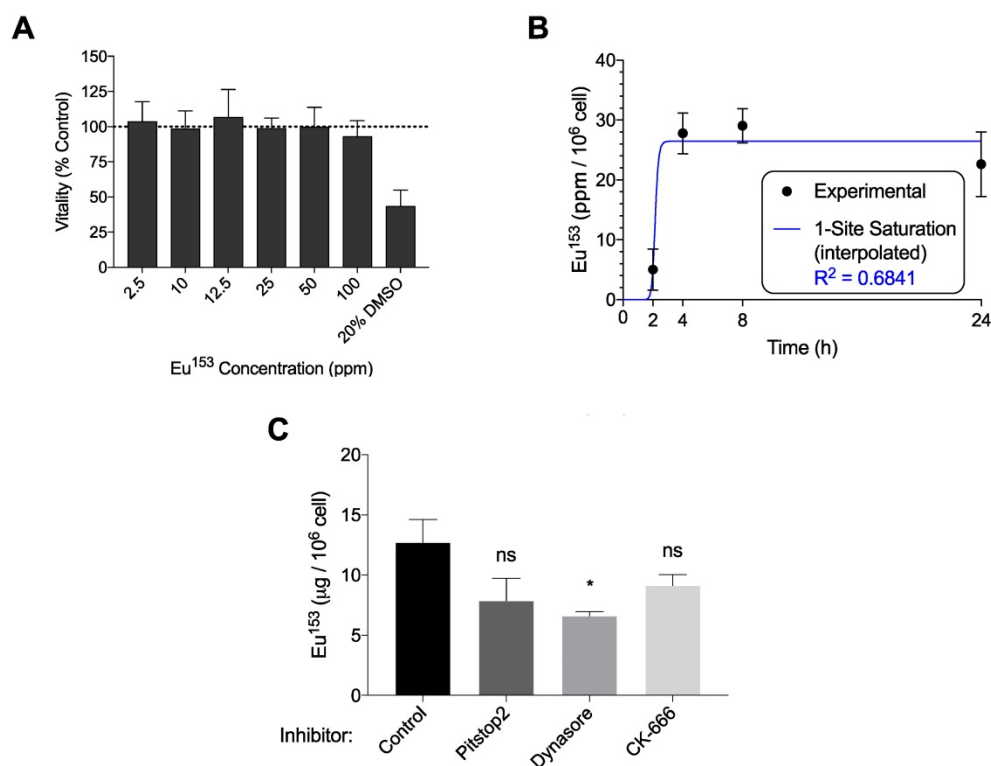 A
Vitality (% Control)
150
125
100
75
50
25
0
2.5
10
12.5
25
50
100
20% DMSO
Eu¹⁵³ Concentration (ppm)
B
Eu¹⁵³ (ppm / 10⁶ cell)
40
30
20
10
0
0
2
4
8
24
Time (h)
Experimental
1-Site Saturation
(interpolated)
R² = 0.6841
C
Eu¹⁵³ (μg / 10⁶ cell)
20
15
10
5
0
ns
*
ns
Inhibitor:
Control
Pitstop2
Dynasore
CK-666